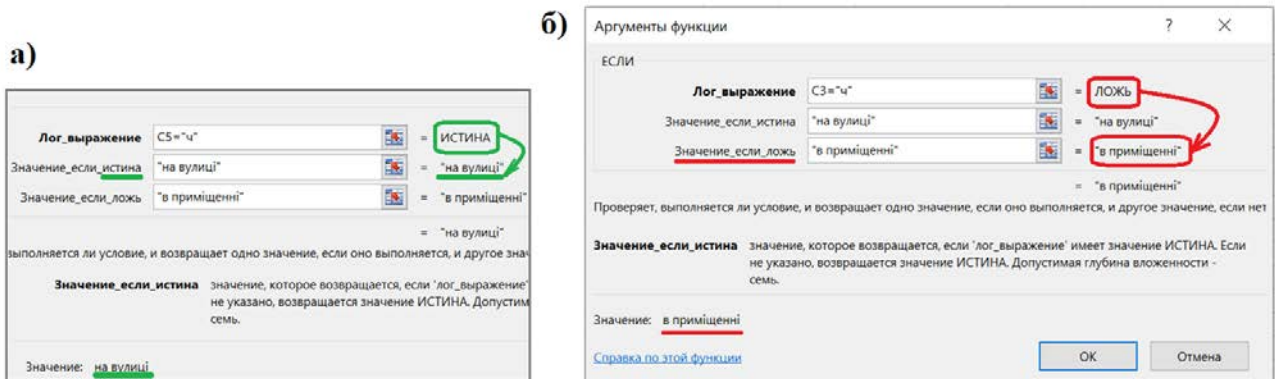 а)
Лог_выражение C5="ч" = ИСТИНА
Значение_если_истина "на вулиці" = "на вулиці"
Значение_если_ложь "в приміщенні" = "в приміщенні"
= "на вулиці"
выполняется ли условие, и возвращает одно значение, если оно выполняется, и другое знач
Значение_если_истина значение, которое возвращается, если 'лог_выражение'
не указано, возвращается значение ИСТИНА. Допустим
семь.
Значение: на вулиці
б)
Аргументы функции ? ×
ЕСЛИ
Лог_выражение C3="ч" = ЛОЖЬ
Значение_если_истина "на вулиці" = "на вулиці"
Значение_если_ложь "в приміщенні" = "в приміщенні"
= "в приміщенні"
Проверяет, выполняется ли условие, и возвращает одно значение, если оно выполняется, и другое значение, если нет
Значение_если_истина значение, которое возвращается, если 'лог_выражение' имеет значение ИСТИНА. Если
не указано, возвращается значение ИСТИНА. Допустимая глубина вложенности -
семь.
Значение: в приміщенні
Справка по этой функции ОК Отмена